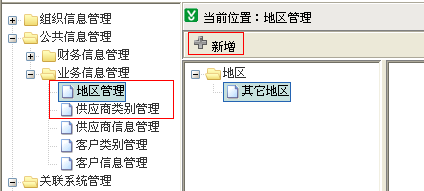 组织信息管理
公共信息管理
财务信息管理
业务信息管理
地区管理
供应商类别管理
供应商信息管理
客户类别管理
客户信息管理
关联系统管理
当前位置：地区管理
新增
地区
其它地区